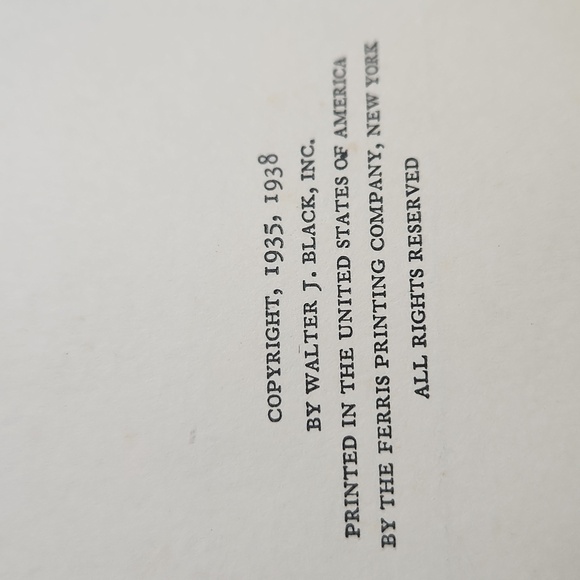 COPYRIGHT, 1935, 1938
BY WALTER J. BLACK, INC.
PRINTED IN THE UNITED STATES OF AMERICA
BY THE FERRIS PRINTING COMPANY, NEW YORK
ALL RIGHTS RESERVED